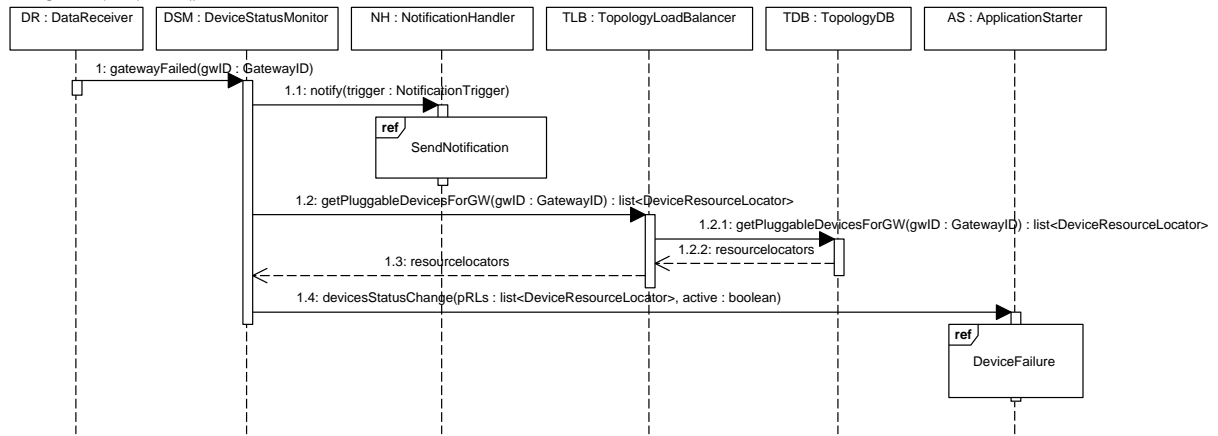 DR : DataReceiver
DSM : DeviceStatusMonitor
NH : NotificationHandler
TLB : TopologyLoadBalancer
TDB : TopologyDB
AS : ApplicationStarter
1: gatewayFailed(gwID : GatewayID)
1.1: notify(trigger : NotificationTrigger)
ref
SendNotification
1.2: getPluggableDevicesForGW(gwID : GatewayID) : list<DeviceResourceLocator>
1.2.1: getPluggableDevicesForGW(gwID : GatewayID) : list<DeviceResourceLocator>
1.2.2: resourcelocators
1.3: resourcelocators
1.4: devicesStatusChange(pRLs : list<DeviceResourceLocator>, active : boolean)
ref
DeviceFailure